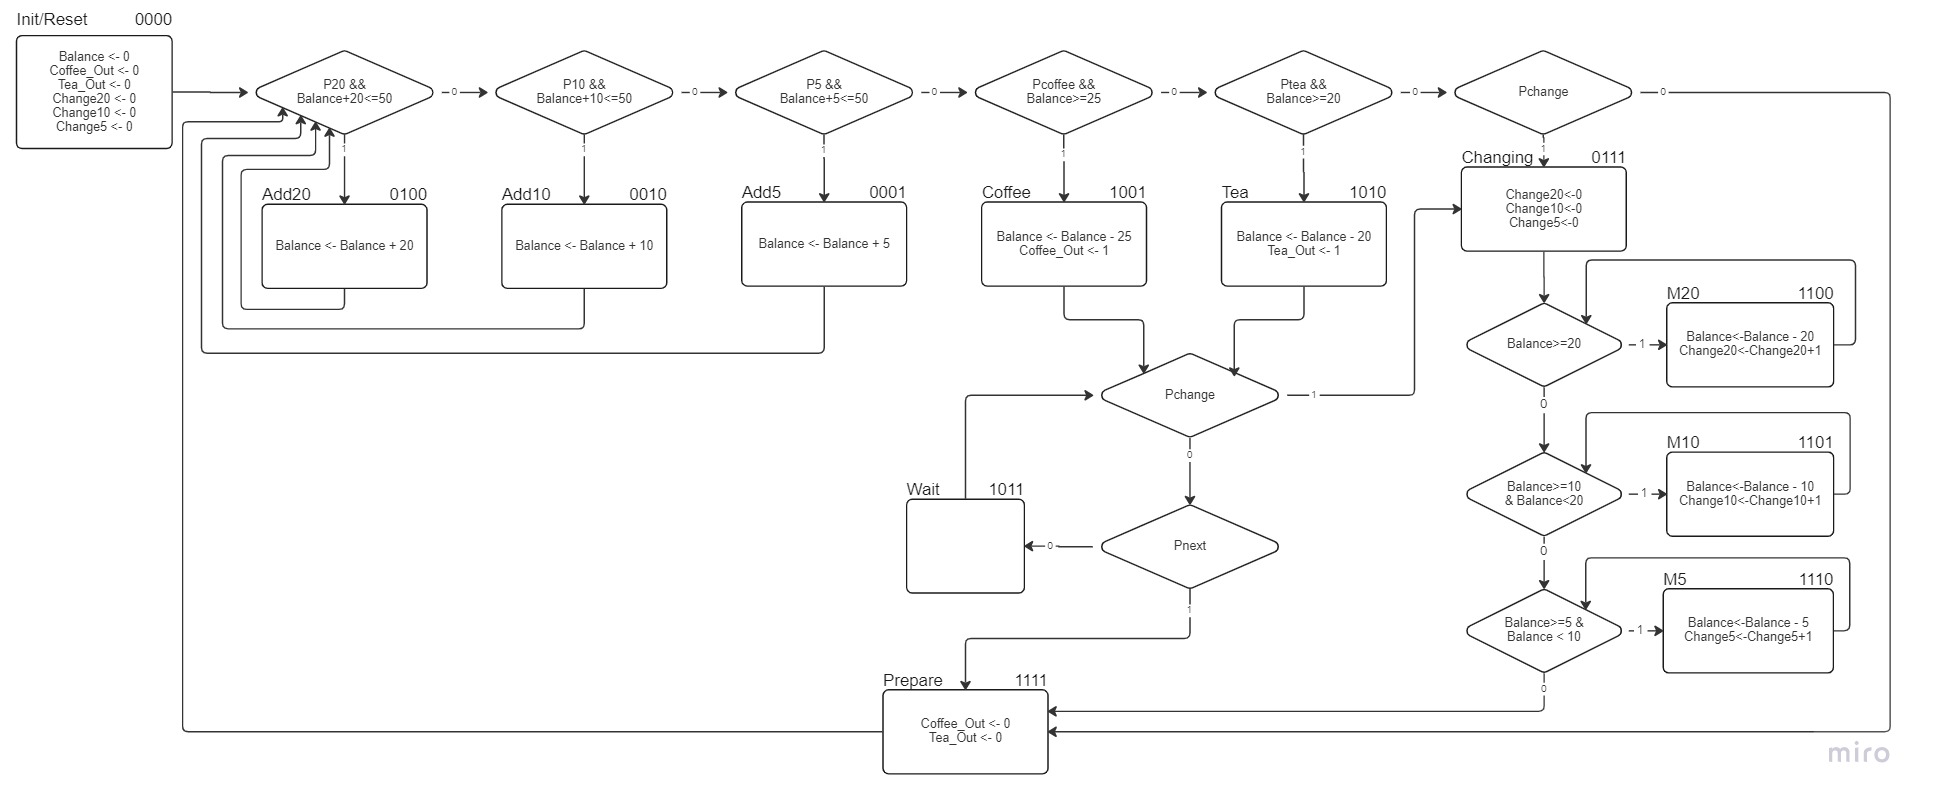 Init/Reset 0000
Balance <- 0
Coffee_Out <- 0
Tea_Out <- 0
Change20 <- 0
Change10 <- 0
Change5 <- 0
P20 &&
Balance+20<=50
0
1
P10 &&
Balance+10<=50
0
1
P5 &&
Balance+5<=50
0
1
Pcoffee &&
Balance>=25
0
1
Ptea &&
Balance>=20
0
1
Pchange
0
1
Add20 0100
Balance <- Balance + 20
Add10 0010
Balance <- Balance + 10
Add5 0001
Balance <- Balance + 5
Coffee 1001
Balance <- Balance - 25
Coffee_Out <- 1
Tea 1010
Balance <- Balance - 20
Tea_Out <- 1
Changing 0111
Change20<-0
Change10<-0
Change5<-0
Balance>=20
1
0
M20 1100
Balance<-Balance - 20
Change20<-Change20+1
Pchange
1
0
Balance>=10
& Balance<20
1
0
M10 1101
Balance<-Balance - 10
Change10<-Change10+1
Wait 1011
Pnext
0
1
Balance>=5 &
Balance < 10
1
0
M5 1110
Balance<-Balance - 5
Change5<-Change5+1
Prepare 1111
Coffee_Out <- 0
Tea_Out <- 0
miro